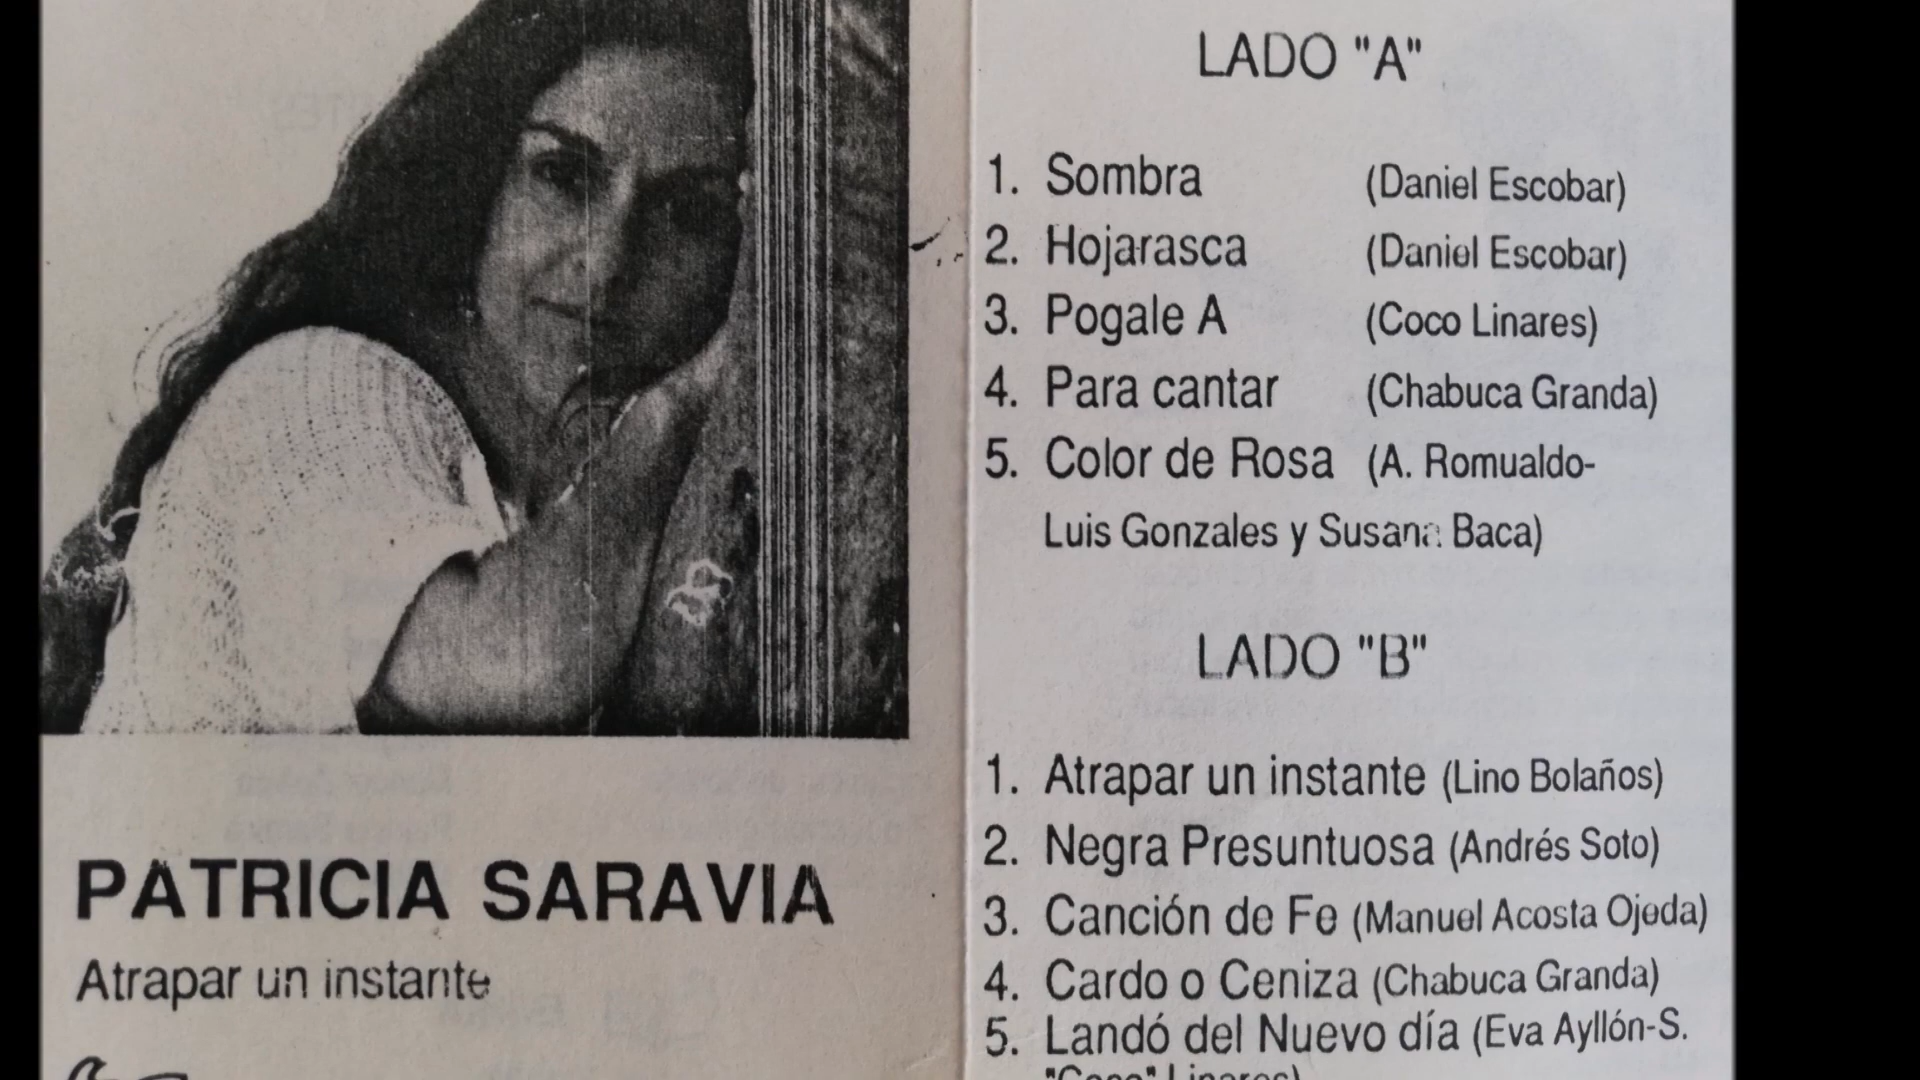 PATRICIA SARAVIA
Atrapar un instante
LADO "A"
1. Sombra (Daniel Escobar)
2. Hojarasca (Daniel Escobar)
3. Pogale A (Coco Linares)
4. Para cantar (Chabuca Granda)
5. Color de Rosa (A. Romualdo-
Luis Gonzales y Susana Baca)
LADO "B"
1. Atrapar un instante (Lino Bolaños)
2. Negra Presuntuosa (Andrés Soto)
3. Canción de Fe (Manuel Acosta Ojeda)
4. Cardo o Ceniza (Chabuca Granda)
5. Landó del Nuevo día (Eva Ayllón-S.
"Coco" Linares)